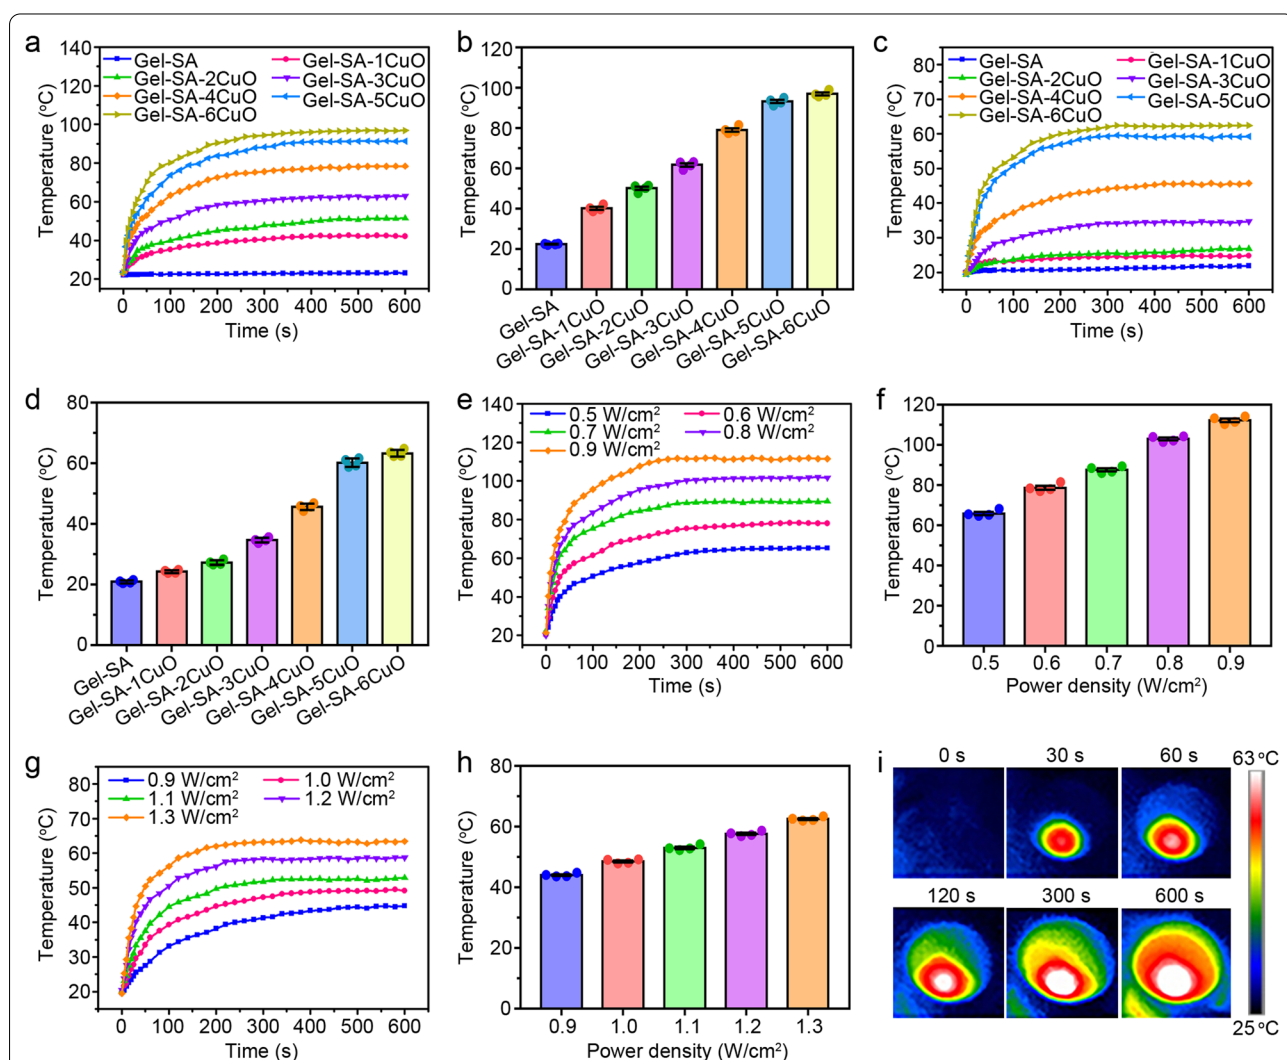 a
Temperature (°C)
140
120
100
80
60
40
20
Gel-SA
Gel-SA-1CuO
Gel-SA-2CuO
Gel-SA-3CuO
Gel-SA-4CuO
Gel-SA-5CuO
Gel-SA-6CuO
0 100 200 300 400 500 600
Time (s)
b
Temperature (°C)
120
100
80
60
40
20
0
Gel-SA
Gel-SA-1CuO
Gel-SA-2CuO
Gel-SA-3CuO
Gel-SA-4CuO
Gel-SA-5CuO
Gel-SA-6CuO
c
Temperature (°C)
80
70
60
50
40
30
20
Gel-SA
Gel-SA-1CuO
Gel-SA-2CuO
Gel-SA-3CuO
Gel-SA-4CuO
Gel-SA-5CuO
Gel-SA-6CuO
0 100 200 300 400 500 600
Time (s)
d
Temperature (°C)
80
60
40
20
0
Gel-SA
Gel-SA-1CuO
Gel-SA-2CuO
Gel-SA-3CuO
Gel-SA-4CuO
Gel-SA-5CuO
Gel-SA-6CuO
e
Temperature (°C)
140
120
100
80
60
40
20
0.5 W/cm²
0.6 W/cm²
0.7 W/cm²
0.8 W/cm²
0.9 W/cm²
0 100 200 300 400 500 600
Time (s)
f
Temperature (°C)
120
100
80
60
40
20
0
0.5 0.6 0.7 0.8 0.9
Power density (W/cm²)
g
Temperature (°C)
80
70
60
50
40
30
20
0.9 W/cm²
1.0 W/cm²
1.1 W/cm²
1.2 W/cm²
1.3 W/cm²
0 100 200 300 400 500 600
Time (s)
h
Temperature (°C)
80
60
40
20
0
0.9 1.0 1.1 1.2 1.3
Power density (W/cm²)
i
0 s 30 s 60 s
63 °C
120 s 300 s 600 s
25 °C